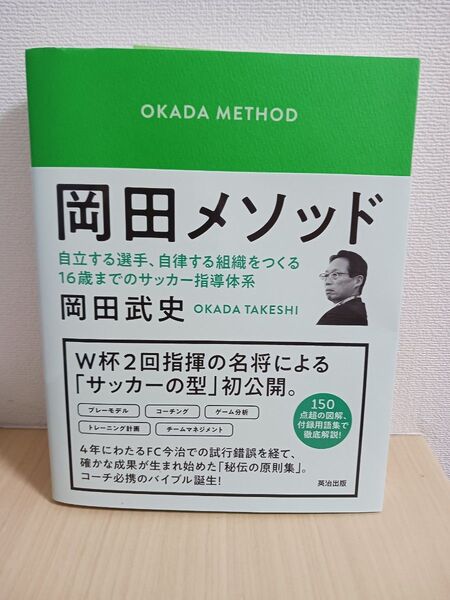 OKADA METHOD
岡田メソッド
自立する選手、自律する組織をつくる
16歳までのサッカー指導体系
岡田武史 OKADA TAKESHI
W杯2回指揮の名将による
「サッカーの型」初公開。
プレーモデル コーチング ゲーム分析
トレーニング計画 チームマネジメント
150
点超の図解、
付録用語集で
徹底解説!
4年にわたるFC今治での試行錯誤を経て、
確かな成果が生まれ始めた「秘伝の原則集」。
コーチ必携のバイブル誕生!
英治出版